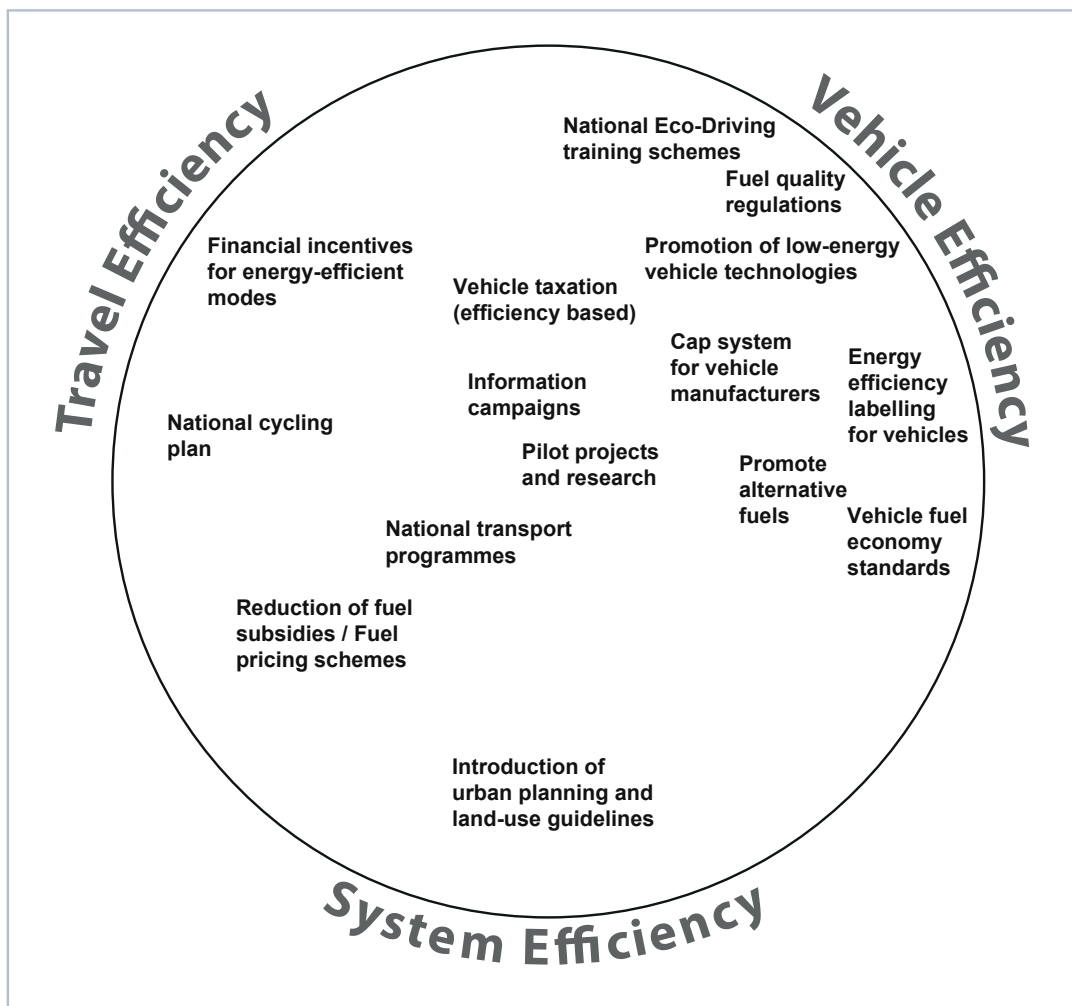 Travel Efficiency
Vehicle Efficiency
National Eco-Driving
training schemes
Fuel quality
regulations
Financial incentives
for energy-efficient
modes
Promotion of low-energy
vehicle technologies
Vehicle taxation
(efficiency based)
Cap system
for vehicle
manufacturers
Energy
efficiency
labelling
for vehicles
Information
campaigns
National cycling
plan
Pilot projects
and research
Promote
alternative
fuels
Vehicle fuel
economy
standards
National transport
programmes
Reduction of fuel
subsidies / Fuel
pricing schemes
Introduction of
urban planning and
land-use guidelines
System Efficiency